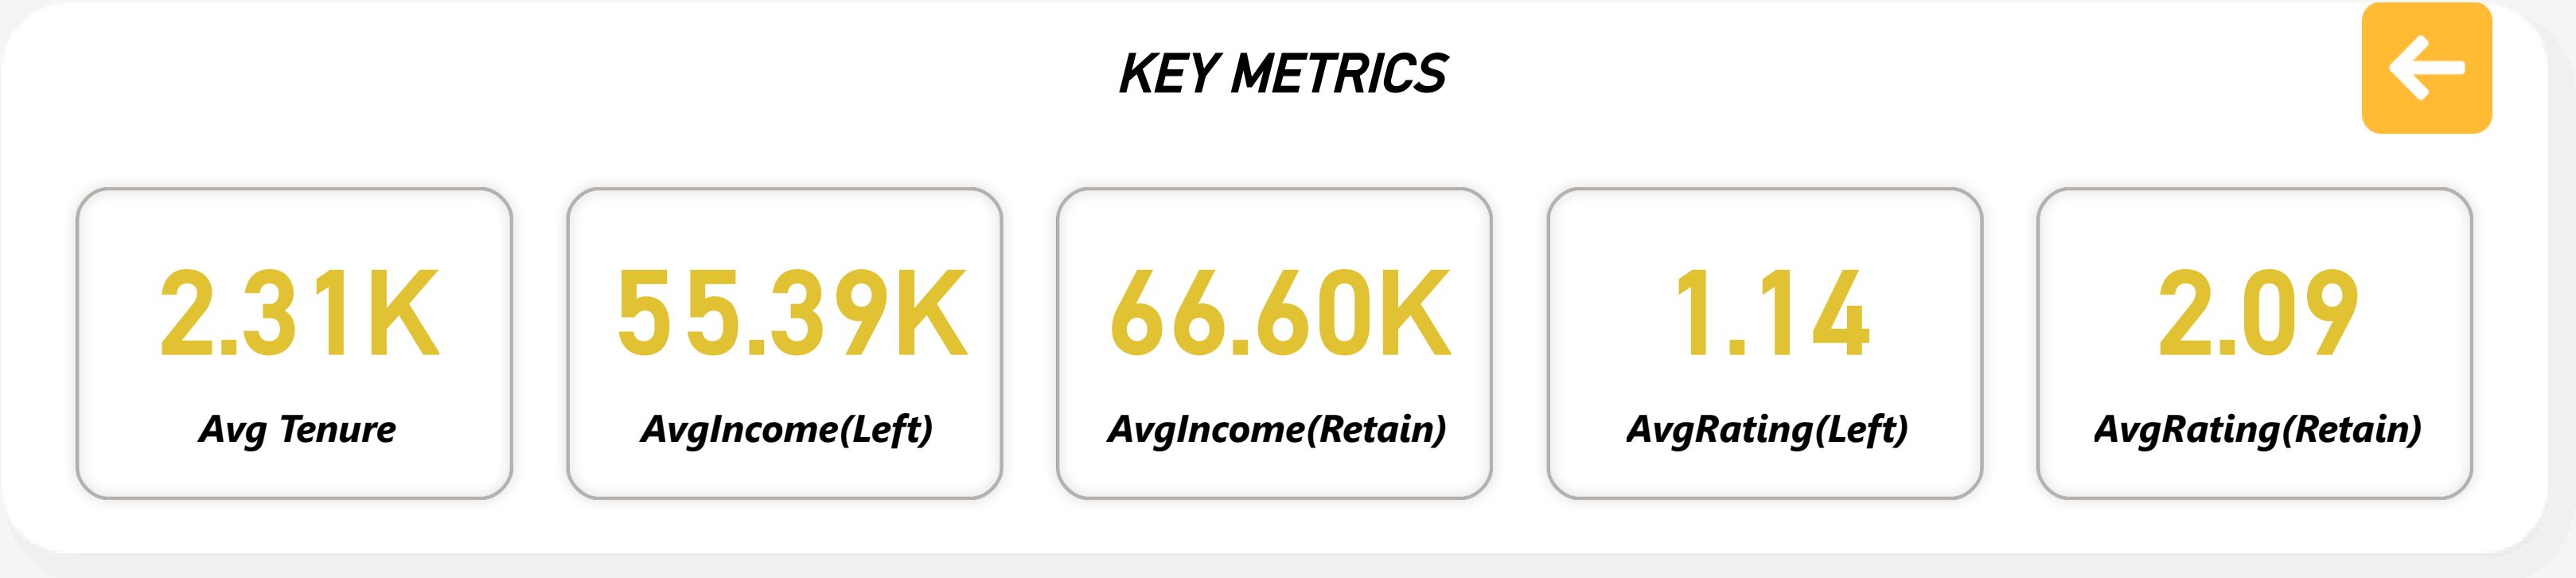 KEY METRICS
2.31K
Avg Tenure
55.39K
AvgIncome(Left)
66.60K
AvgIncome(Retain)
1.14
AvgRating(Left)
2.09
AvgRating(Retain)